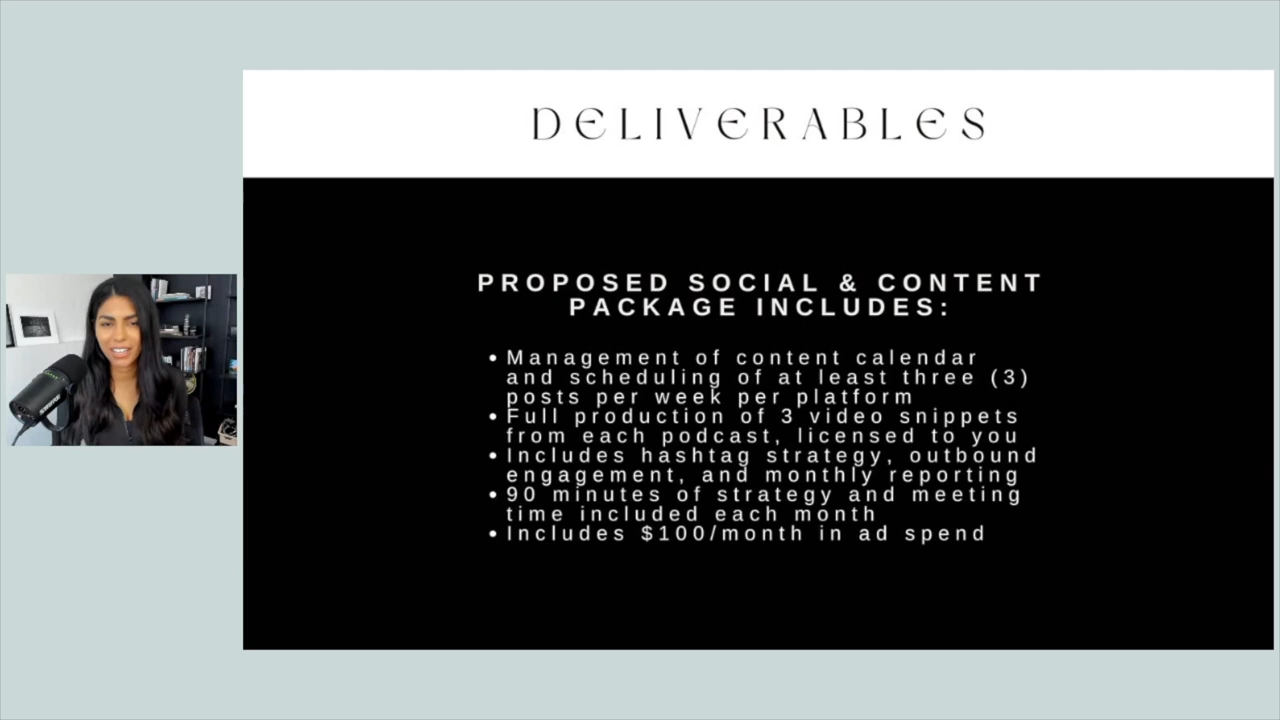 DELIVERABLES
PROPOSED SOCIAL & CONTENT
PACKAGE INCLUDES:
• Management of content calendar
and scheduling of at least three (3)
posts per week per platform
• Full production of 3 video snippets
from each podcast, licensed to you
• Includes hashtag strategy, outbound
engagement, and monthly reporting
• 90 minutes of strategy and meeting
time included each month
• Includes $100/month in ad spend